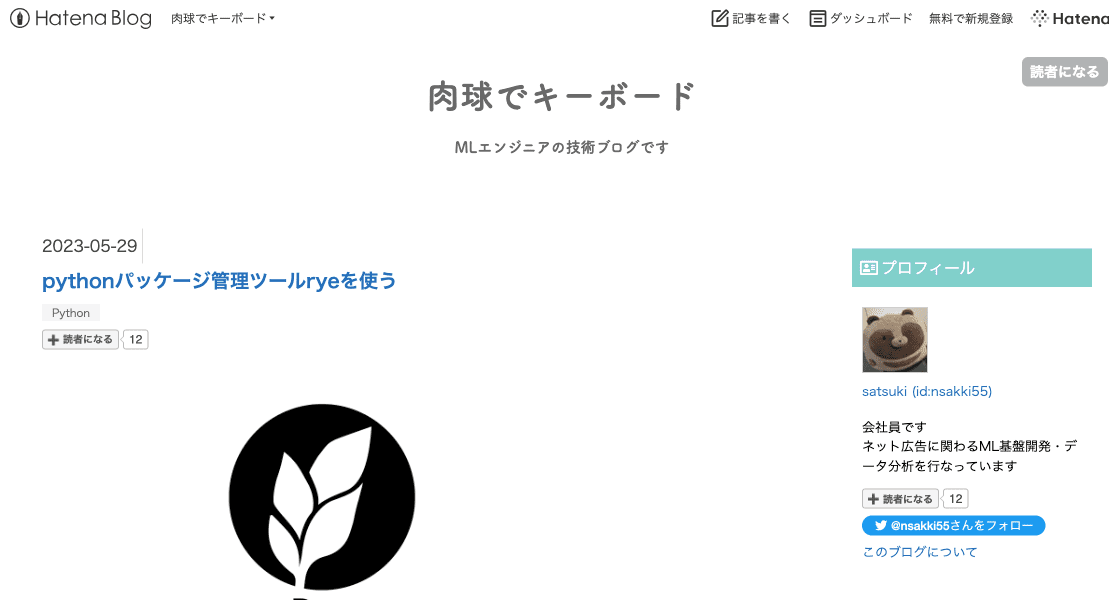 Hatena Blog
肉球でキーボード
記事を書く
ダッシュボード
無料で新規登録
Hatena
読者になる
肉球でキーボード
MLエンジニアの技術ブログです
2023-05-29
pythonパッケージ管理ツールryeを使う
Python
読者になる 12
プロフィール
satsuki (id:nsakki55)
会社員です
ネット広告に関わるML基盤開発・デ
ータ分析を行なっています
読者になる 12
@nsakki55さんをフォロー
このブログについて